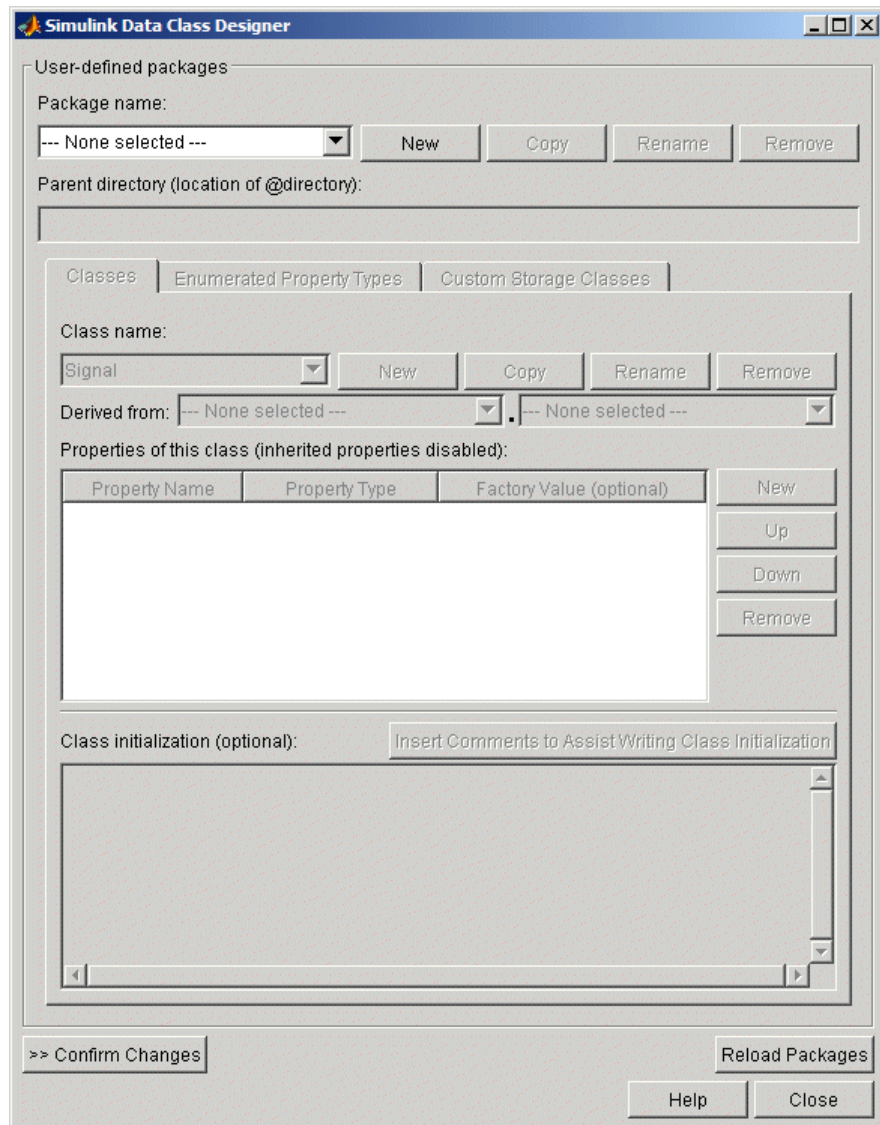 Simulink Data Class Designer
User-defined packages
Package name:
--- None selected --- New Copy Rename Remove
Parent directory (location of @directory):
Classes Enumerated Property Types Custom Storage Classes
Class name:
Signal New Copy Rename Remove
Derived from: --- None selected --- . --- None selected ---
Properties of this class (inherited properties disabled):
Property Name Property Type Factory Value (optional) New
Up
Down
Remove
Class initialization (optional): Insert Comments to Assist Writing Class Initialization
>> Confirm Changes Reload Packages
Help Close